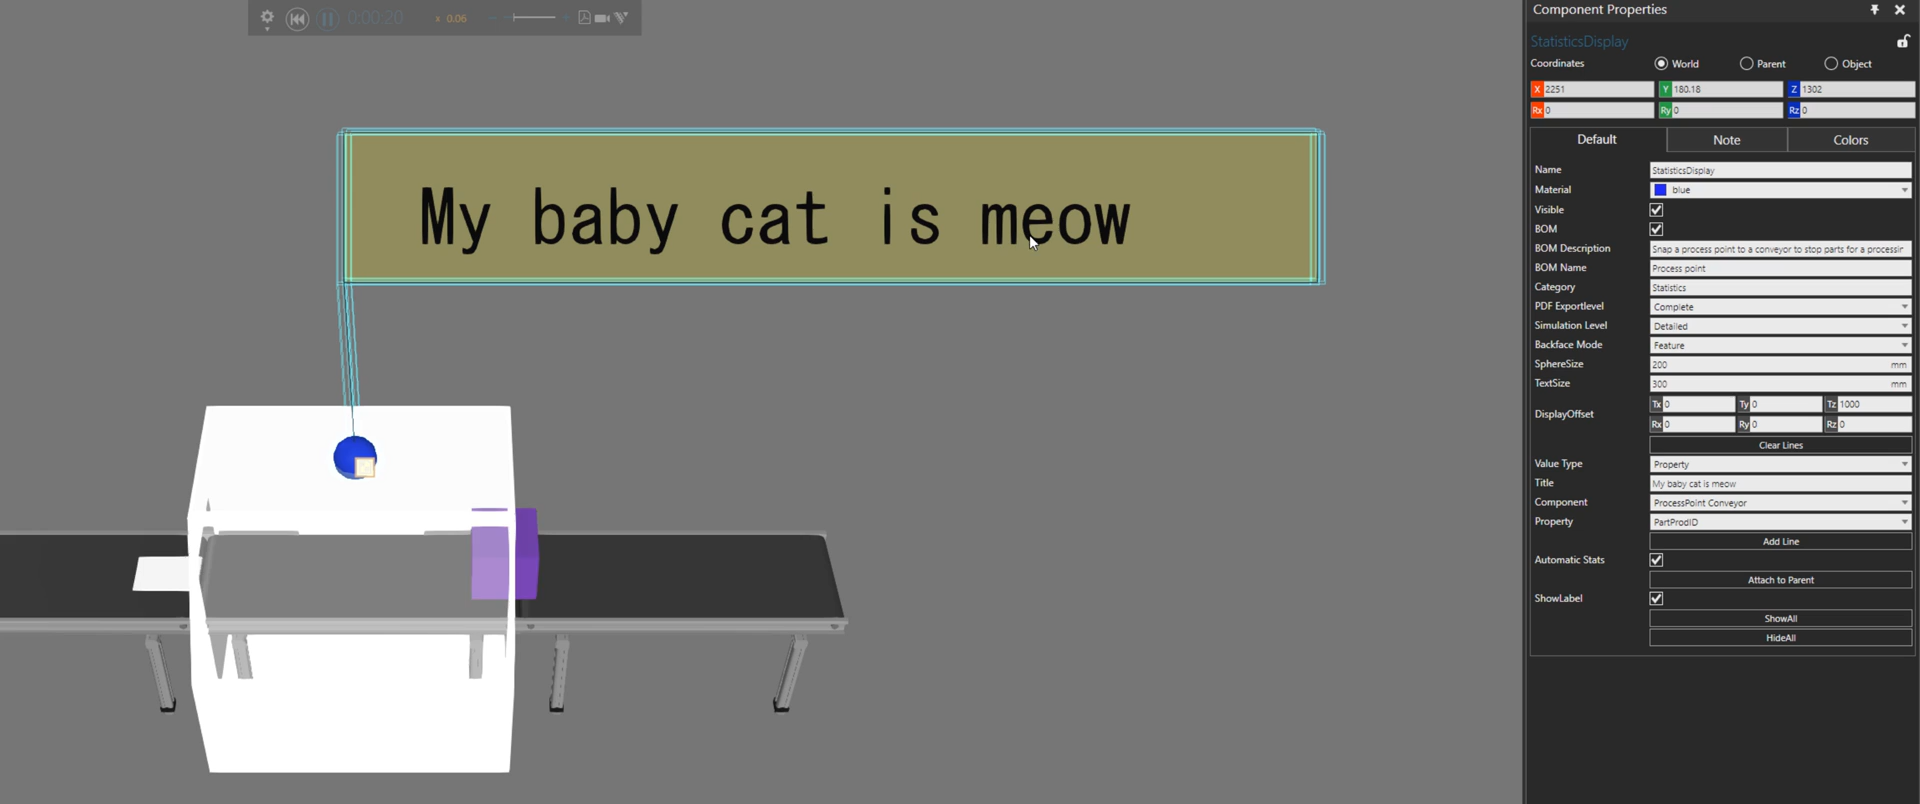 Component Properties
0:00:20 x 0.06
StatisticsDisplay
Coordinates World Parent Object
X 2251 Y 180.18 Z 1302
Rx 0 Ry 0 Rz 0
Default Note Colors
My baby cat is meow
Name StatisticsDisplay
Material blue
Visible
BOM
BOM Description Snap a process point to a conveyor to stop parts for a processir
BOM Name Process point
Category Statistics
PDF Exportlevel Complete
Simulation Level Detailed
Backface Mode Feature
SphereSize 200 mm
TextSize 300 mm
DisplayOffset
Tx 0 Ty 0 Tz 1000
Rx 0 Ry 0 Rz 0
Clear Lines
Value Type Property
Title My baby cat is meow
Component ProcessPoint Conveyor
Property PartProdID
Add Line
Automatic Stats
Attach to Parent
ShowLabel
ShowAll
HideAll